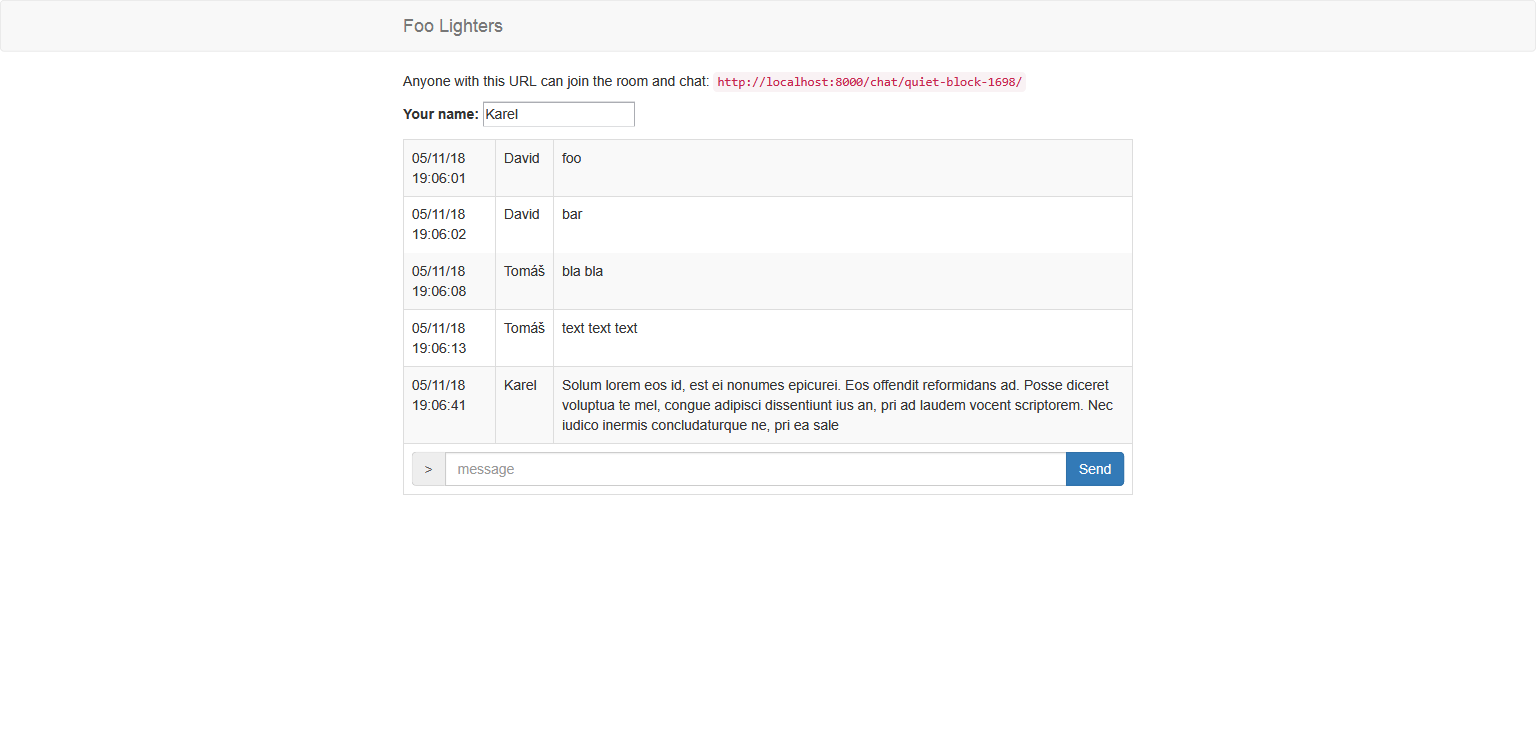 Foo Lighters
Anyone with this URL can join the room and chat: http://localhost:8000/chat/quiet-block-1698/
Your name: Karel
05/11/18 David foo
19:06:01
05/11/18 David bar
19:06:02
05/11/18 Tomáš bla bla
19:06:08
05/11/18 Tomáš text text text
19:06:13
05/11/18 Karel Solum lorem eos id, est ei nonumes epicurei. Eos offendit reformidans ad. Posse diceret
19:06:41 voluptua te mel, congue adipisci dissentiunt ius an, pri ad laudem vocent scriptorem. Nec
iudico inermis concludaturque ne, pri ea sale
> message Send